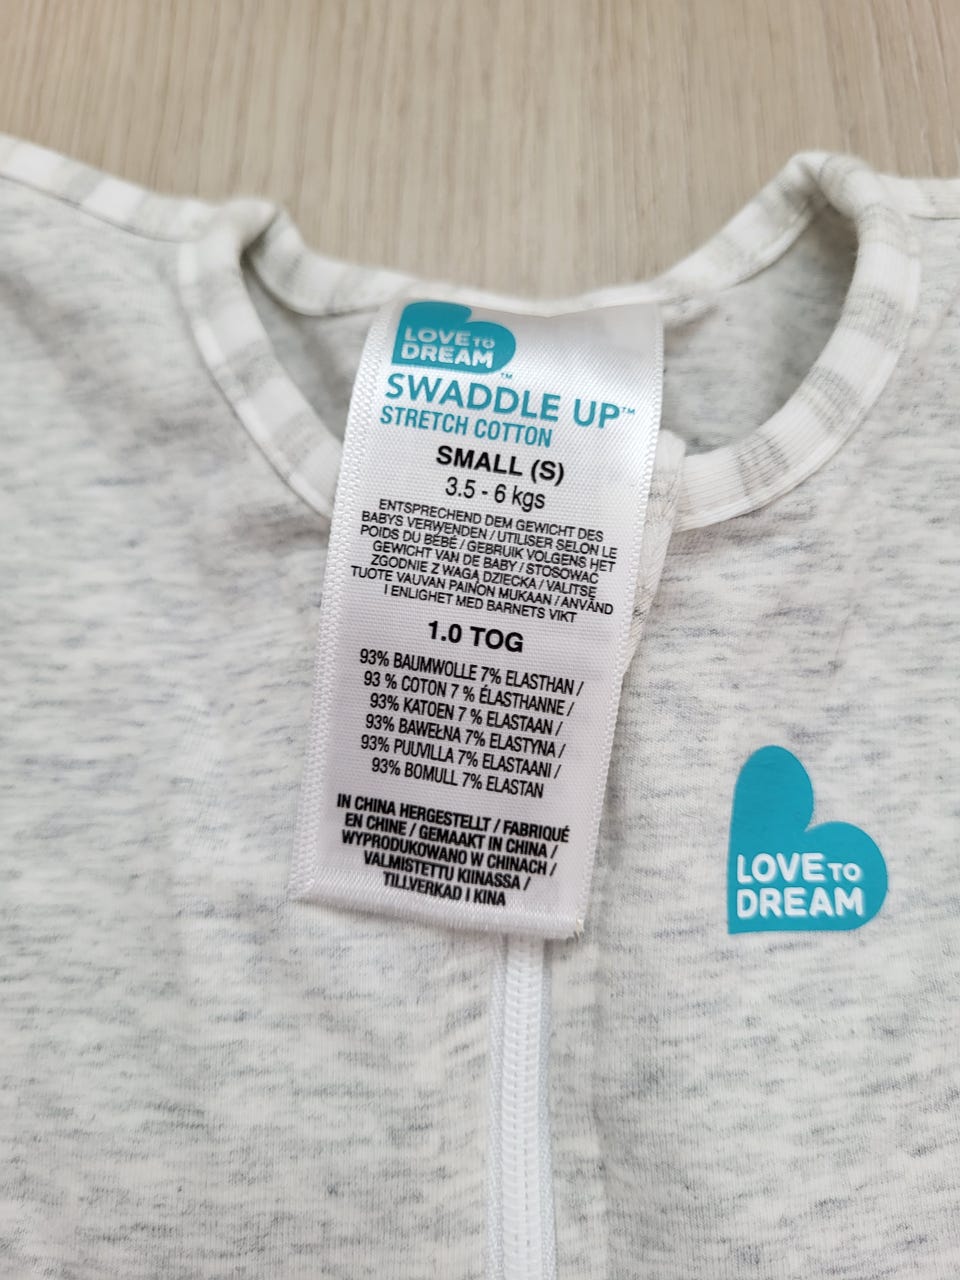 LOVE TO
DREAM™
SWADDLE UP™
STRETCH COTTON
SMALL (S)
3.5 - 6 kgs
ENTSPRECHEND DEM GEWICHT DES
BABYS VERWENDEN / UTILISER SELON LE
POIDS DU BÉBÉ / GEBRUIK VOLGENS HET
GEWICHT VAN DE BABY / STOSOWAĆ
ZGODNIE Z WAGĄ DZIECKA / VALITSE
TUOTE VAUVAN PAINON MUKAAN / ANVÄND
I ENLIGHET MED BARNETS VIKT
1.0 TOG
93% BAUMWOLLE 7% ELASTHAN /
93 % COTON 7 % ÉLASTHANNE /
93% KATOEN 7 % ELASTAAN /
93% BAWEŁNA 7% ELASTYNA /
93% PUUVILLA 7% ELASTAANI /
93% BOMULL 7% ELASTAN
IN CHINA HERGESTELLT / FABRIQUÉ
EN CHINE / GEMAAKT IN CHINA /
WYPRODUKOWANO W CHINACH /
VALMISTETTU KIINASSA /
TILLVERKAD I KINA
LOVE TO
DREAM